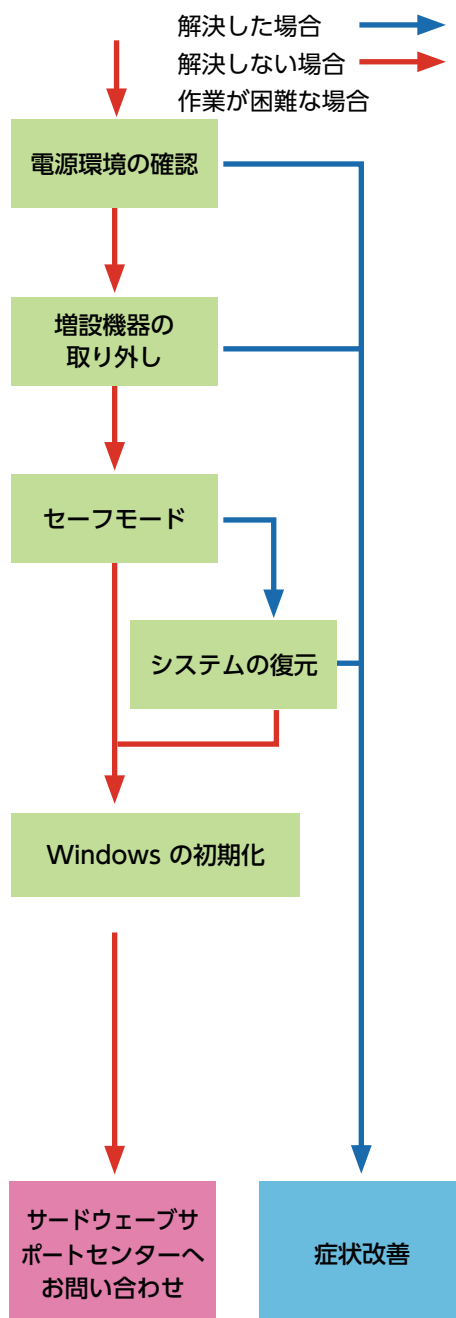 解決した場合
解決しない場合
作業が困難な場合
電源環境の確認
増設機器の
取り外し
セーフモード
システムの復元
Windows の初期化
サードウェーブサ
ポートセンターへ
お問い合わせ
症状改善